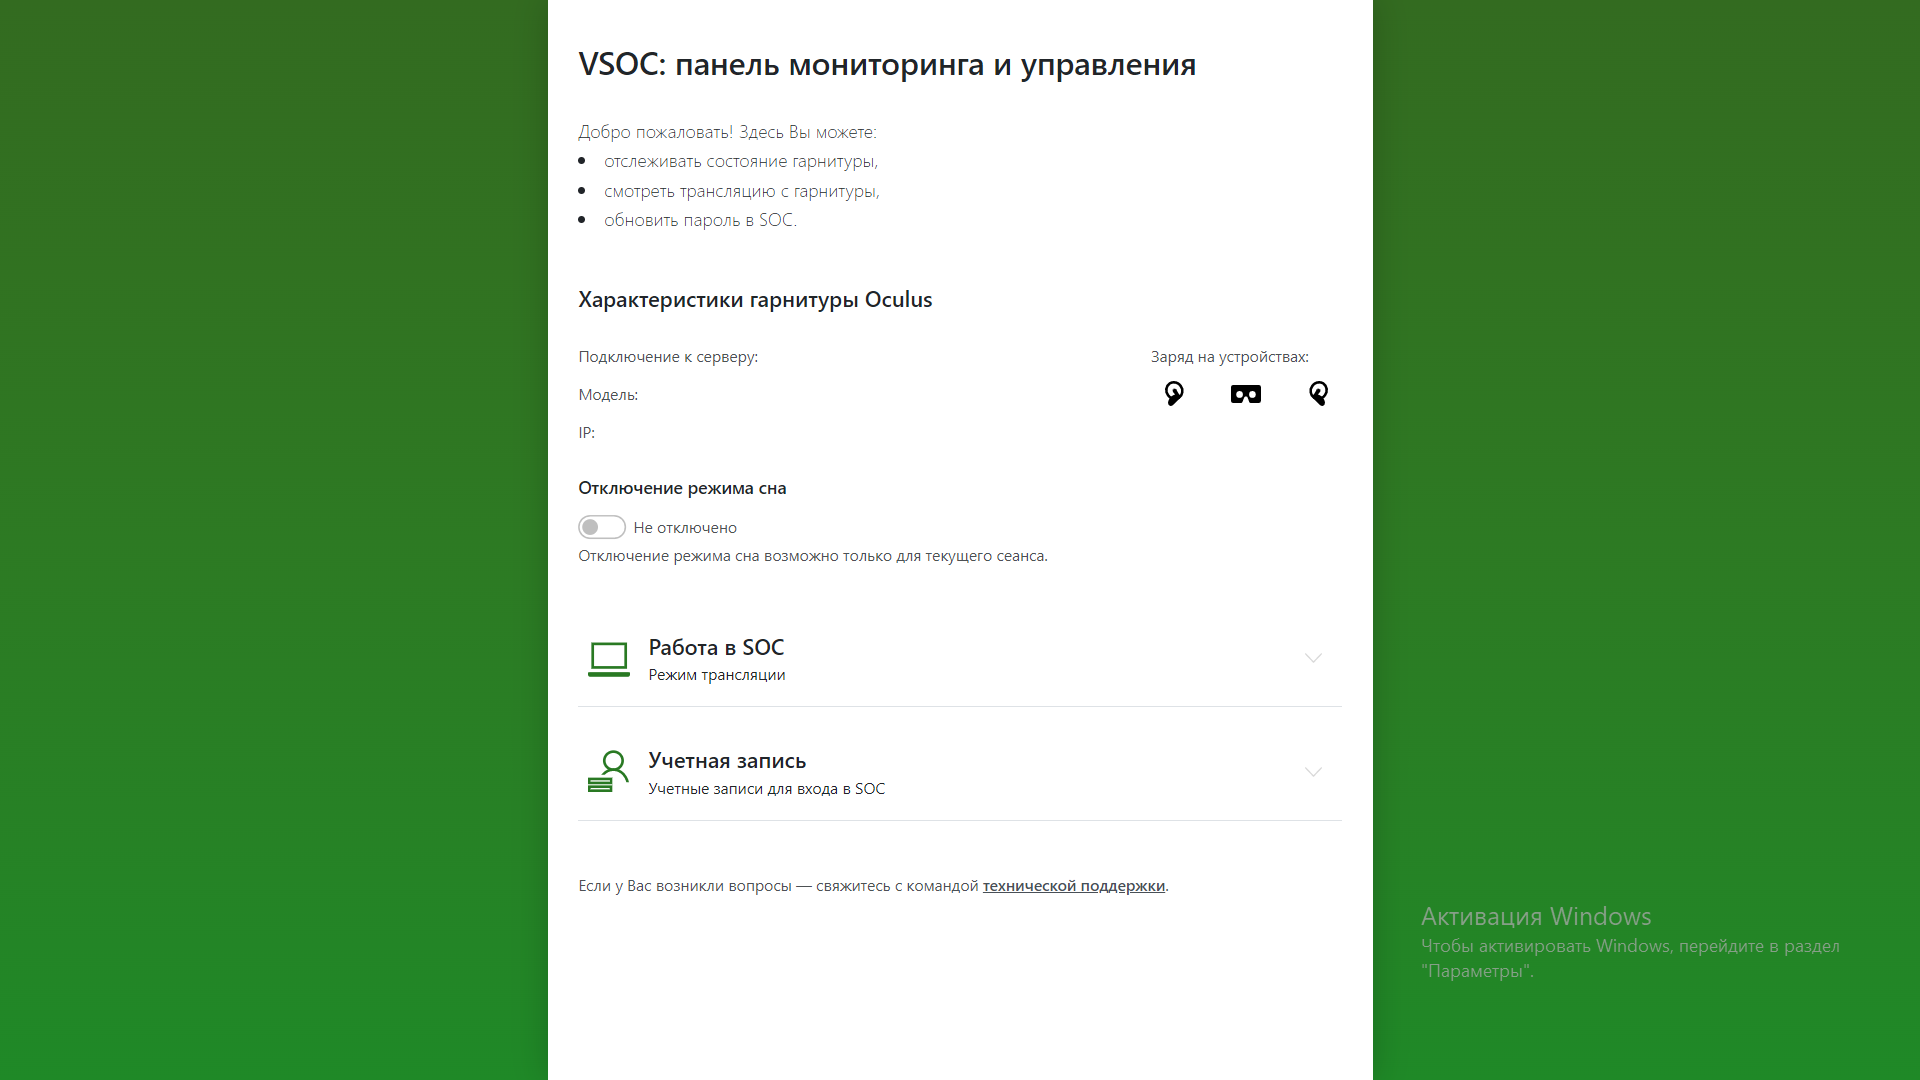 VSOC: панель мониторинга и управления
Добро пожаловать! Здесь Вы можете:
отслеживать состояние гарнитуры,
смотреть трансляцию с гарнитуры,
обновить пароль в SOC.
Характеристики гарнитуры Oculus
Подключение к серверу:
Заряд на устройствах:
Модель:
IP:
Отключение режима сна
Не отключено
Отключение режима сна возможно только для текущего сеанса.
Работа в SOC
Режим трансляции
Учетная запись
Учетные записи для входа в SOC
Если у Вас возникли вопросы — свяжитесь с командой технической поддержки.
Активация Windows
Чтобы активировать Windows, перейдите в раздел
"Параметры".